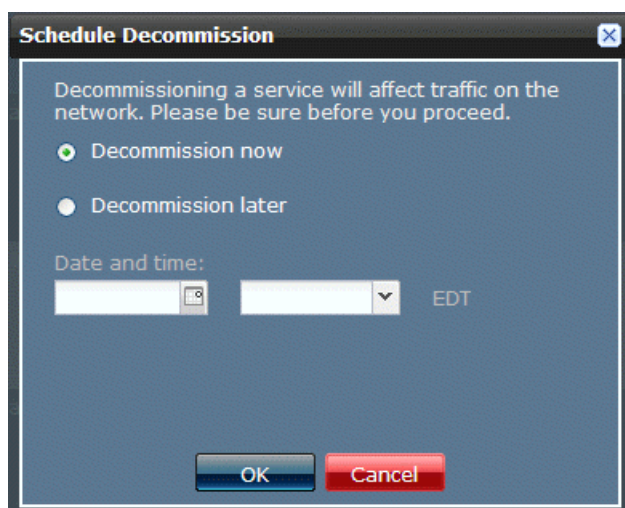 Schedule Decommission
Decommissioning a service will affect traffic on the
network. Please be sure before you proceed.
Decommission now
Decommission later
Date and time:
EDT
OK
Cancel